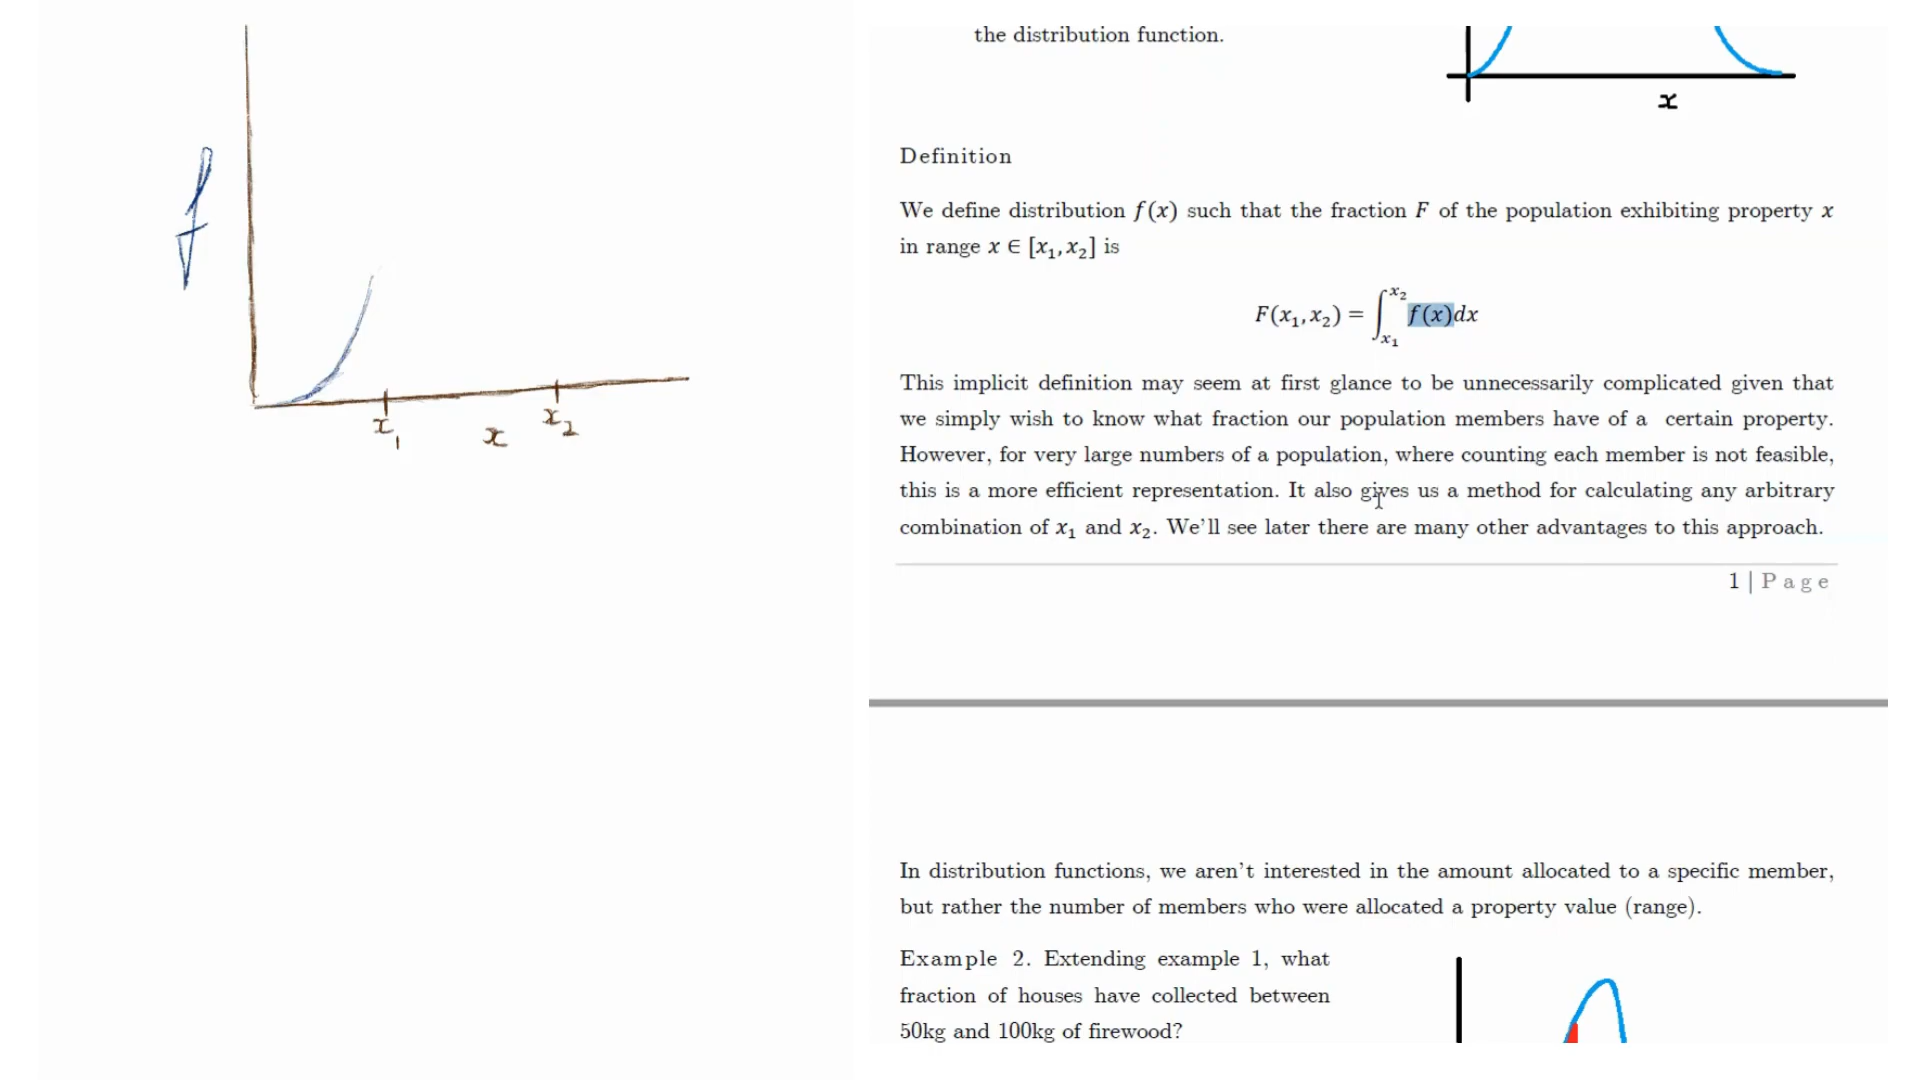 f
x₁
x
x₂
the distribution function.
x
Definition
We define distribution f(x) such that the fraction F of the population exhibiting property x
in range x ∈ [x₁, x₂] is
F(x₁, x₂) = ∫_{x₁}^{x₂} f(x)dx
This implicit definition may seem at first glance to be unnecessarily complicated given that
we simply wish to know what fraction our population members have of a certain property.
However, for very large numbers of a population, where counting each member is not feasible,
this is a more efficient representation. It also gives us a method for calculating any arbitrary
combination of x₁ and x₂. We'll see later there are many other advantages to this approach.
1 | Page
In distribution functions, we aren't interested in the amount allocated to a specific member,
but rather the number of members who were allocated a property value (range).
Example 2. Extending example 1, what
fraction of houses have collected between
50kg and 100kg of firewood?